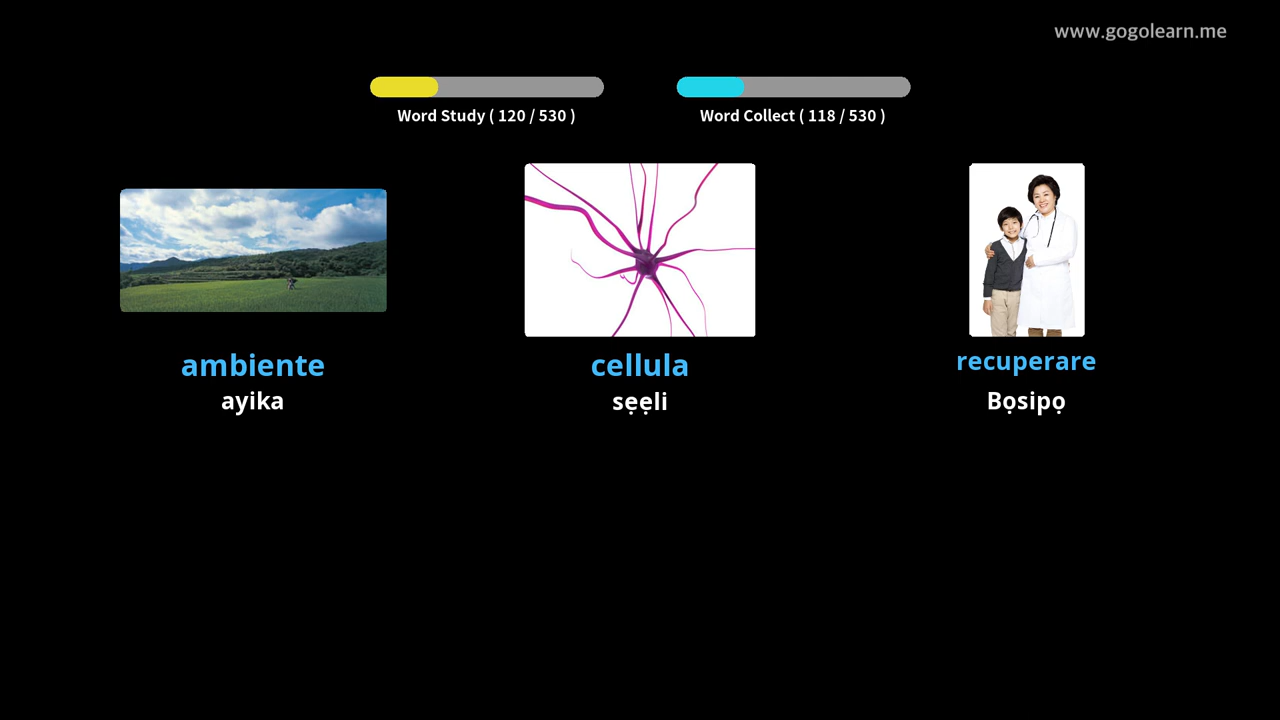 www.gogolearn.me
Word Study ( 120 / 530 )
Word Collect ( 118 / 530 )
ambiente
ayika
cellula
sẹẹli
recuperare
Bọsipọ